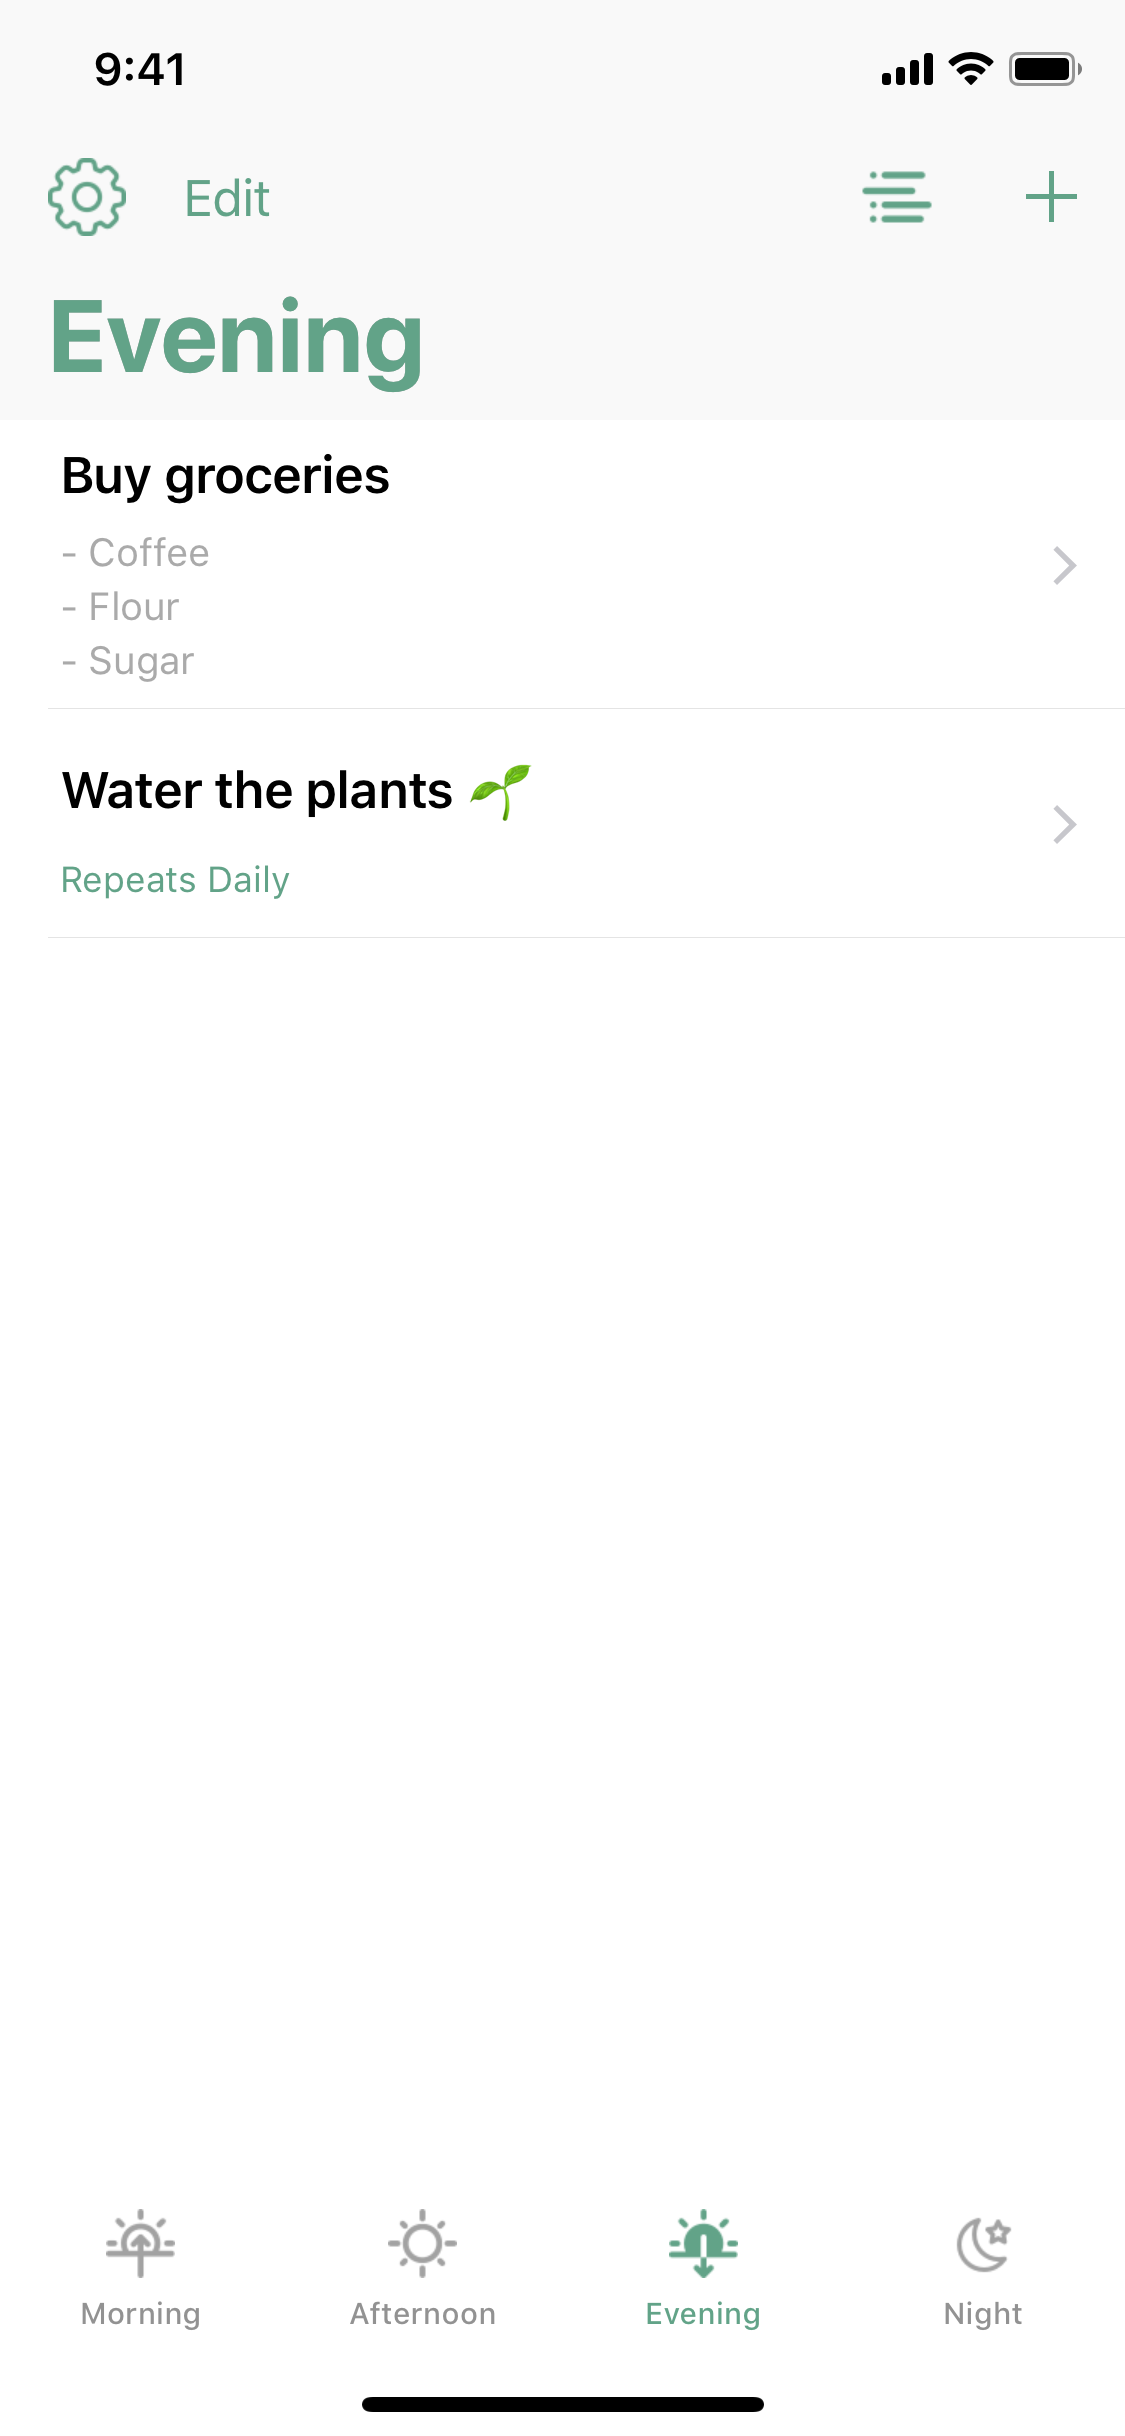 9:41
Edit
Evening
Buy groceries
- Coffee
- Flour
- Sugar
Water the plants 🌱
Repeats Daily
Morning
Afternoon
Evening
Night